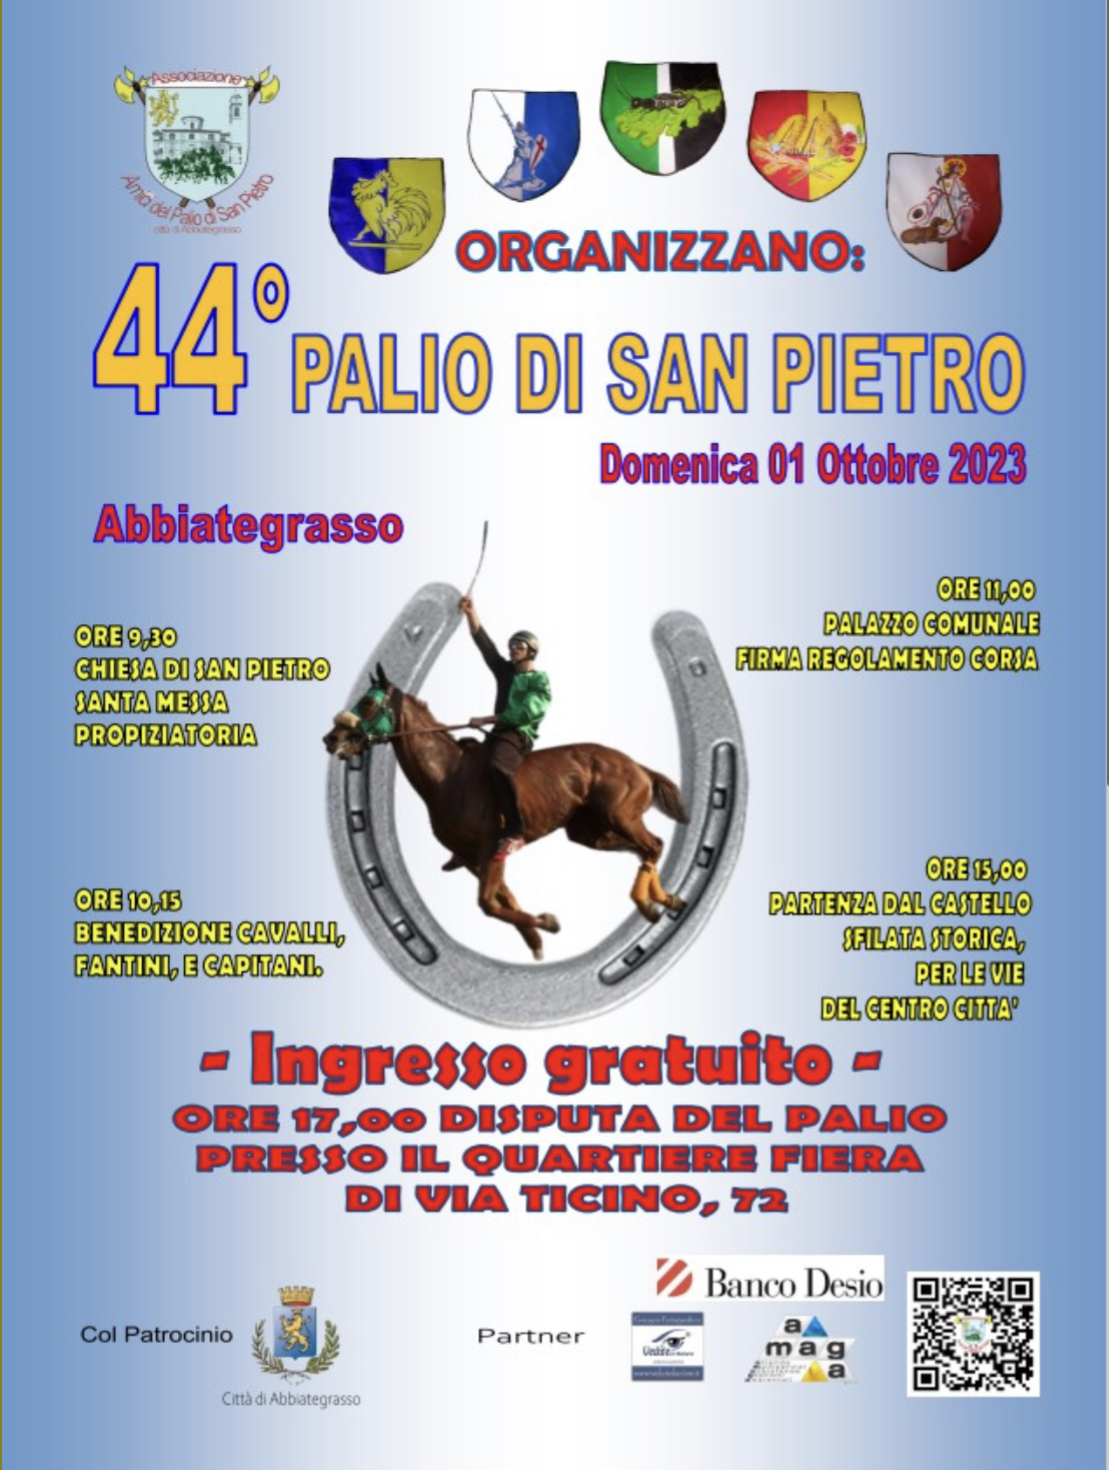 Associazione
Amici del Palio di San Pietro
città di Abbiategrasso
ORGANIZZANO:
44° PALIO DI SAN PIETRO
Domenica 01 Ottobre 2023
Abbiategrasso
ORE 9,30
CHIESA DI SAN PIETRO
SANTA MESSA
PROPIZIATORIA
ORE 11,00
PALAZZO COMUNALE
FIRMA REGOLAMENTO CORSA
ORE 10,15
BENEDIZIONE CAVALLI,
FANTINI, E CAPITANI.
ORE 15,00
PARTENZA DAL CASTELLO
SFILATA STORICA,
PER LE VIE
DEL CENTRO CITTA'
- Ingresso gratuito -
ORE 17,00 DISPUTA DEL PALIO
PRESSO IL QUARTIERE FIERA
DI VIA TICINO, 72
Col Patrocinio
Città di Abbiategrasso
Partner
Banco Desio
amaga